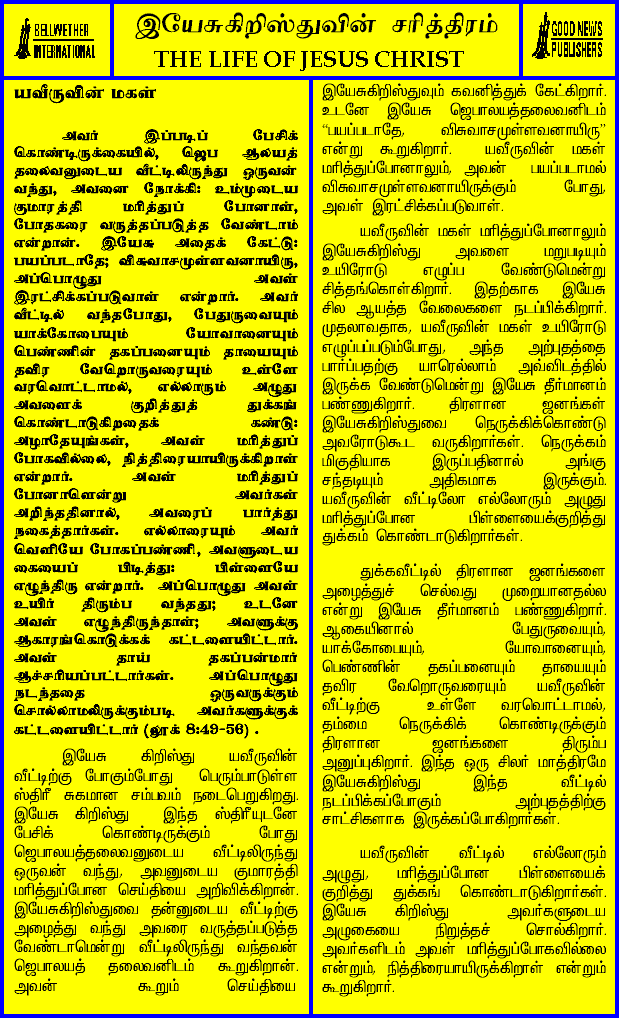 BELLWETHER
INTERNATIONAL
இயேசுகிறிஸ்துவின் சரித்திரம்
THE LIFE OF JESUS CHRIST
GOOD NEWS
PUBLISHERS
யவீருவின் மகள்
அவர் இப்படிப் பேசிக்
கொண்டிருக்கையில், ஜெப ஆலயத்
தலைவனுடைய வீட்டிலிருந்து ஒருவன்
வந்து, அவனை நோக்கி: உம்முடைய
குமாரத்தி மரித்துப் போனாள்,
போதகரை வருத்தப்படுத்த வேண்டாம்
என்றான். இயேசு அதைக் கேட்டு:
பயப்படாதே; விசுவாசமுள்ளவனாயிரு,
அப்பொழுது அவள்
இரட்சிக்கப்படுவாள் என்றார். அவர்
வீட்டில் வந்தபோது, பேதுருவையும்
யாக்கோபையும் யோவானையும்
பெண்ணின் தகப்பனையும் தாயையும்
தவிர வேறொருவரையும் உள்ளே
வரவொட்டாமல், எல்லாரும் அழுது
அவளைக் குறித்துத் துக்கங்
கொண்டாடுகிறதைக் கண்டு:
அழாதேயுங்கள், அவள் மரித்துப்
போகவில்லை, நித்திரையாயிருக்கிறாள்
என்றார். அவள் மரித்துப்
போனாளென்று அவர்கள்
அறிந்ததினால், அவரைப் பார்த்து
நகைத்தார்கள். எல்லாரையும் அவர்
வெளியே போகப்பண்ணி, அவளுடைய
கையைப் பிடித்து: பிள்ளையே
எழுந்திரு என்றார். அப்பொழுது அவள்
உயிர் திரும்ப வந்தது; உடனே
அவள் எழுந்திருந்தாள்; அவளுக்கு
ஆகாரங்கொடுக்கக் கட்டளையிட்டார்.
அவள் தாய் தகப்பன்மார்
ஆச்சரியப்பட்டார்கள். அப்பொழுது
நடந்ததை ஒருவருக்கும்
சொல்லாமலிருக்கும்படி அவர்களுக்குக்
கட்டளையிட்டார் (லூக் 8:49-56) .
இயேசு கிறிஸ்து யவீருவின்
வீட்டிற்கு போகும்போது பெரும்பாடுள்ள
ஸ்திரீ சுகமான சம்பவம் நடைபெறுகிறது.
இயேசு கிறிஸ்து இந்த ஸ்திரீயுடனே
பேசிக் கொண்டிருக்கும் போது
ஜெபாலயத்தலைவனுடைய வீட்டிலிருந்து
ஒருவன் வந்து, அவனுடைய குமாரத்தி
மரித்துப்போன செய்தியை அறிவிக்கிறான்.
இயேசுகிறிஸ்துவை தன்னுடைய வீட்டிற்கு
அழைத்து வந்து அவரை வருத்தப்படுத்த
வேண்டாமென்று வீட்டிலிருந்து வந்தவன்
ஜெபாலயத் தலைவனிடம் கூறுகிறான்.
அவன் கூறும் செய்தியை
இயேசுகிறிஸ்துவும் கவனித்துக் கேட்கிறார்.
உடனே இயேசு ஜெபாலயத்தலைவனிடம்
“பயப்படாதே, விசுவாசமுள்ளவனாயிரு”
என்று கூறுகிறார். யவீருவின் மகள்
மரித்துப்போனாலும், அவன் பயப்படாமல்
விசுவாசமுள்ளவனாயிருக்கும் போது,
அவள் இரட்சிக்கப்படுவாள்.
யவீருவின் மகள் மரித்துப்போனாலும்
இயேசுகிறிஸ்து அவளை மறுபடியும்
உயிரோடு எழுப்ப வேண்டுமென்று
சித்தங்கொள்கிறார். இதற்காக இயேசு
சில ஆயத்த வேலைகளை நடப்பிக்கிறார்.
முதலாவதாக, யவீருவின் மகள் உயிரோடு
எழுப்பப்படும்போது, அந்த அற்புதத்தை
பார்ப்பதற்கு யாரெல்லாம் அவ்விடத்தில்
இருக்க வேண்டுமென்று இயேசு தீர்மானம்
பண்ணுகிறார். திரளான ஜனங்கள்
இயேசுகிறிஸ்துவை நெருக்கிக்கொண்டு
அவரோடுகூட வருகிறார்கள். நெருக்கம்
மிகுதியாக இருப்பதினால் அங்கு
சந்தடியும் அதிகமாக இருக்கும்.
யவீருவின் வீட்டிலோ எல்லோரும் அழுது
மரித்துப்போன பிள்ளையைக்குறித்து
துக்கம் கொண்டாடுகிறார்கள்.
துக்கவீட்டில் திரளான ஜனங்களை
அழைத்துச் செல்வது முறையானதல்ல
என்று இயேசு தீர்மானம் பண்ணுகிறார்.
ஆகையினால் பேதுருவையும்,
யாக்கோபையும், யோவானையும்,
பெண்ணின் தகப்பனையும் தாயையும்
தவிர வேறொருவரையும் யவீருவின்
வீட்டிற்கு உள்ளே வரவொட்டாமல்,
தம்மை நெருக்கிக் கொண்டிருக்கும்
திரளான ஜனங்களை திரும்ப
அனுப்புகிறார். இந்த ஒரு சிலர் மாத்திரமே
இயேசுகிறிஸ்து இந்த வீட்டில்
நடப்பிக்கப்போகும் அற்புதத்திற்கு
சாட்சிகளாக இருக்கப்போகிறார்கள்.
யவீருவின் வீட்டில் எல்லோரும்
அழுது, மரித்துப்போன பிள்ளையைக்
குறித்து துக்கங் கொண்டாடுகிறார்கள்.
இயேசு கிறிஸ்து அவர்களுடைய
அழுகையை நிறுத்தச் சொல்கிறார்.
அவர்களிடம் அவள் மரித்துப்போகவில்லை
என்றும், நித்திரையாயிருக்கிறாள் என்றும்
கூறுகிறார்.